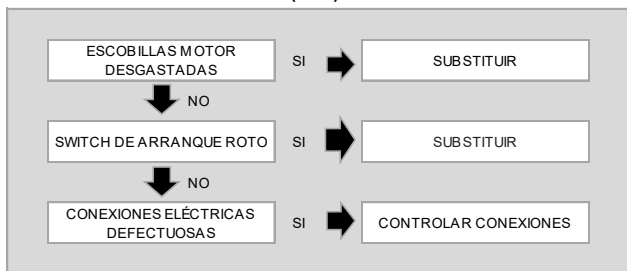 ESCOBILLAS MOTOR
DESGASTADAS
SI
SUBSTITUIR
NO
SWITCH DE ARRANQUE ROTO
SI
SUBSTITUIR
NO
CONEXIONES ELÉCTRICAS
DEFECTUOSAS
SI
CONTROLAR CONEXIONES